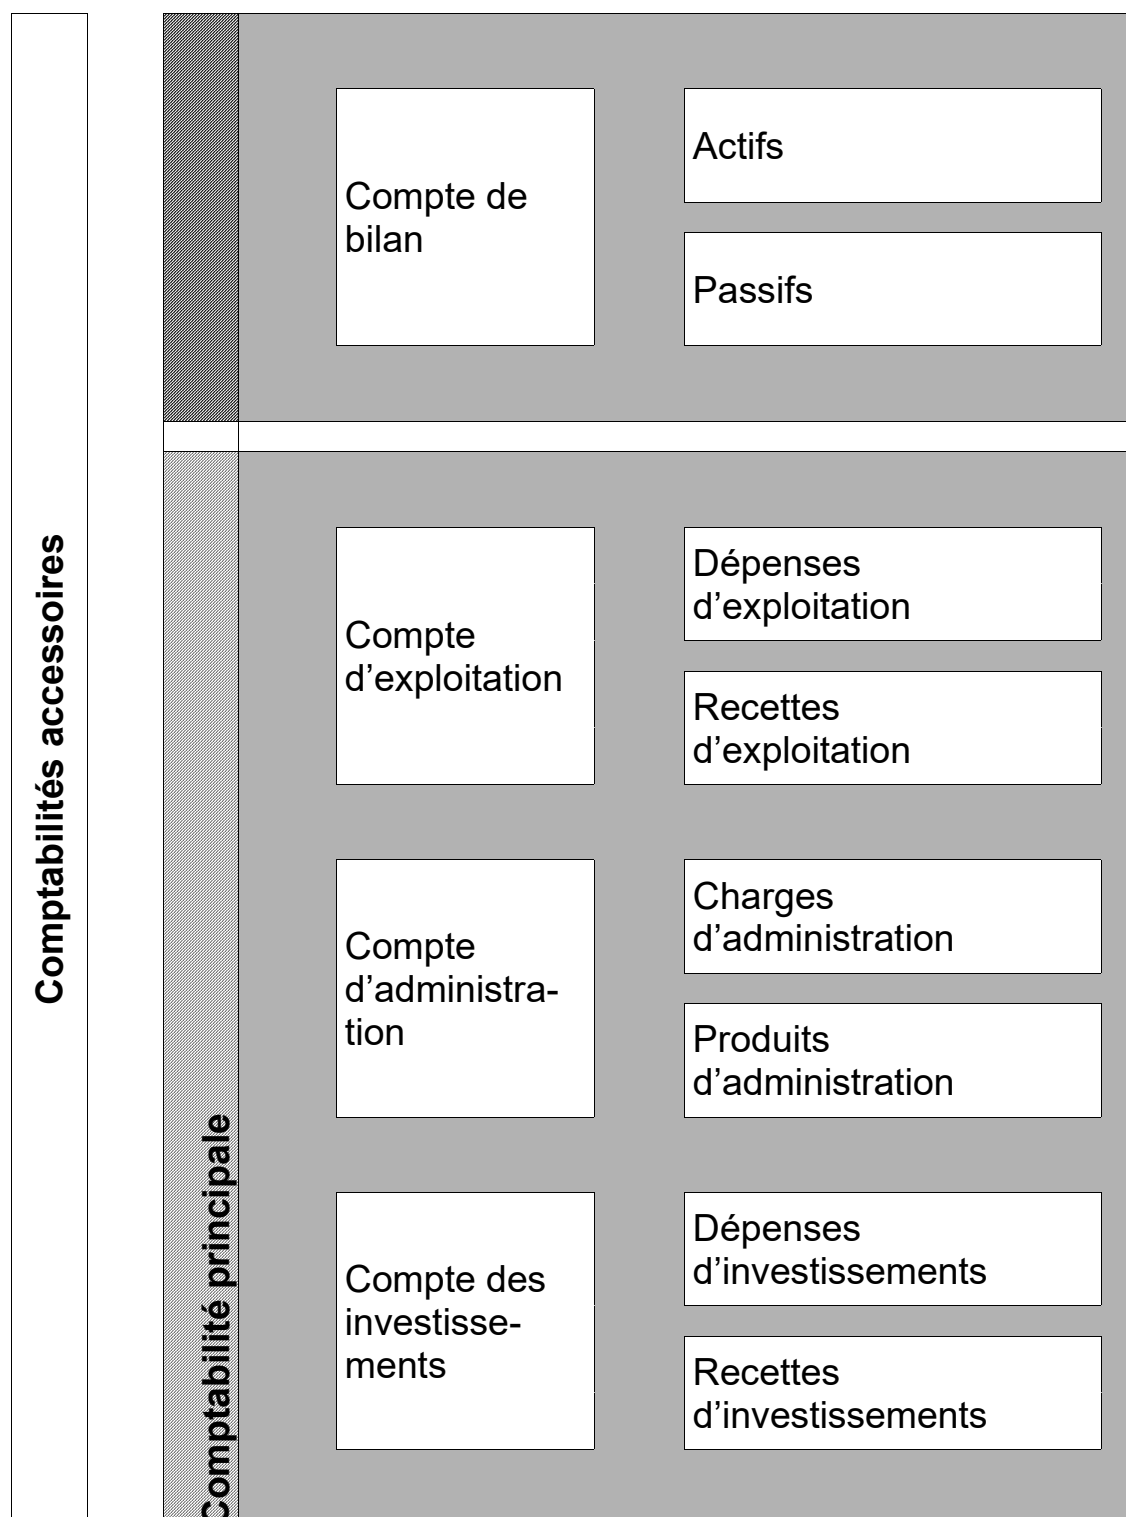 Comptabilités accessoires
Comptabilité principale
Compte de
bilan
Actifs
Passifs
Compte
d’exploitation
Dépenses
d’exploitation
Recettes
d’exploitation
Compte
d’administra-
tion
Charges
d’administration
Produits
d’administration
Compte des
investisse-
ments
Dépenses
d’investissements
Recettes
d’investissements